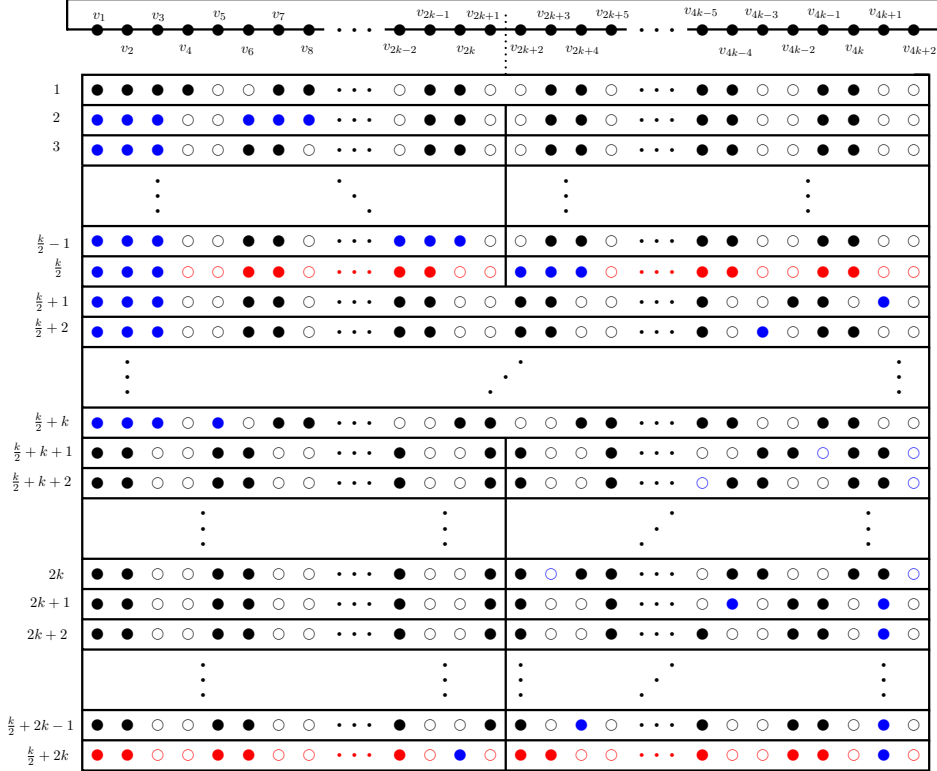 v₁ v₃ v₅ v₇ v₂ₖ₋₁ v₂ₖ₊₁ v₂ₖ₊₃ v₂ₖ₊₅ v₄ₖ₋₅ v₄ₖ₋₃ v₄ₖ₋₁ v₄ₖ₊₁
v₂ v₄ v₆ v₈ v₂ₖ₋₂ v₂ₖ v₂ₖ₊₂ v₂ₖ₊₄ v₄ₖ₋₄ v₄ₖ₋₂ v₄ₖ v₄ₖ₊₂
1
2
3
k/2 − 1
k/2
k/2 + 1
k/2 + 2
k/2 + k
k/2 + k + 1
k/2 + k + 2
2k
2k + 1
2k + 2
k/2 + 2k − 1
k/2 + 2k